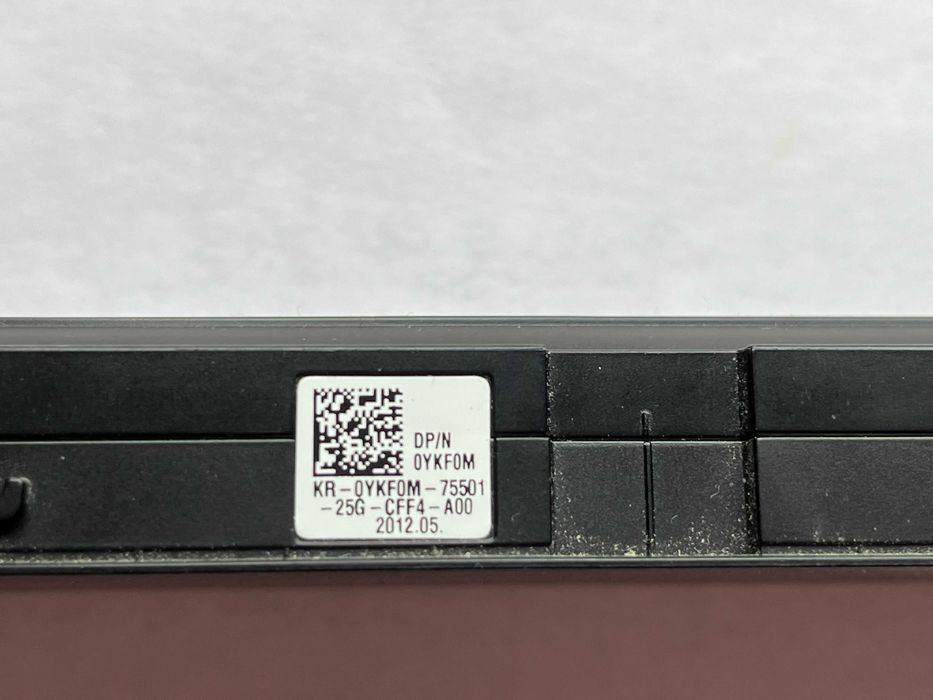 DP/N
0YKF0M
KR-0YKF0M-75501
-25G-CFF4-A00
2012.05.